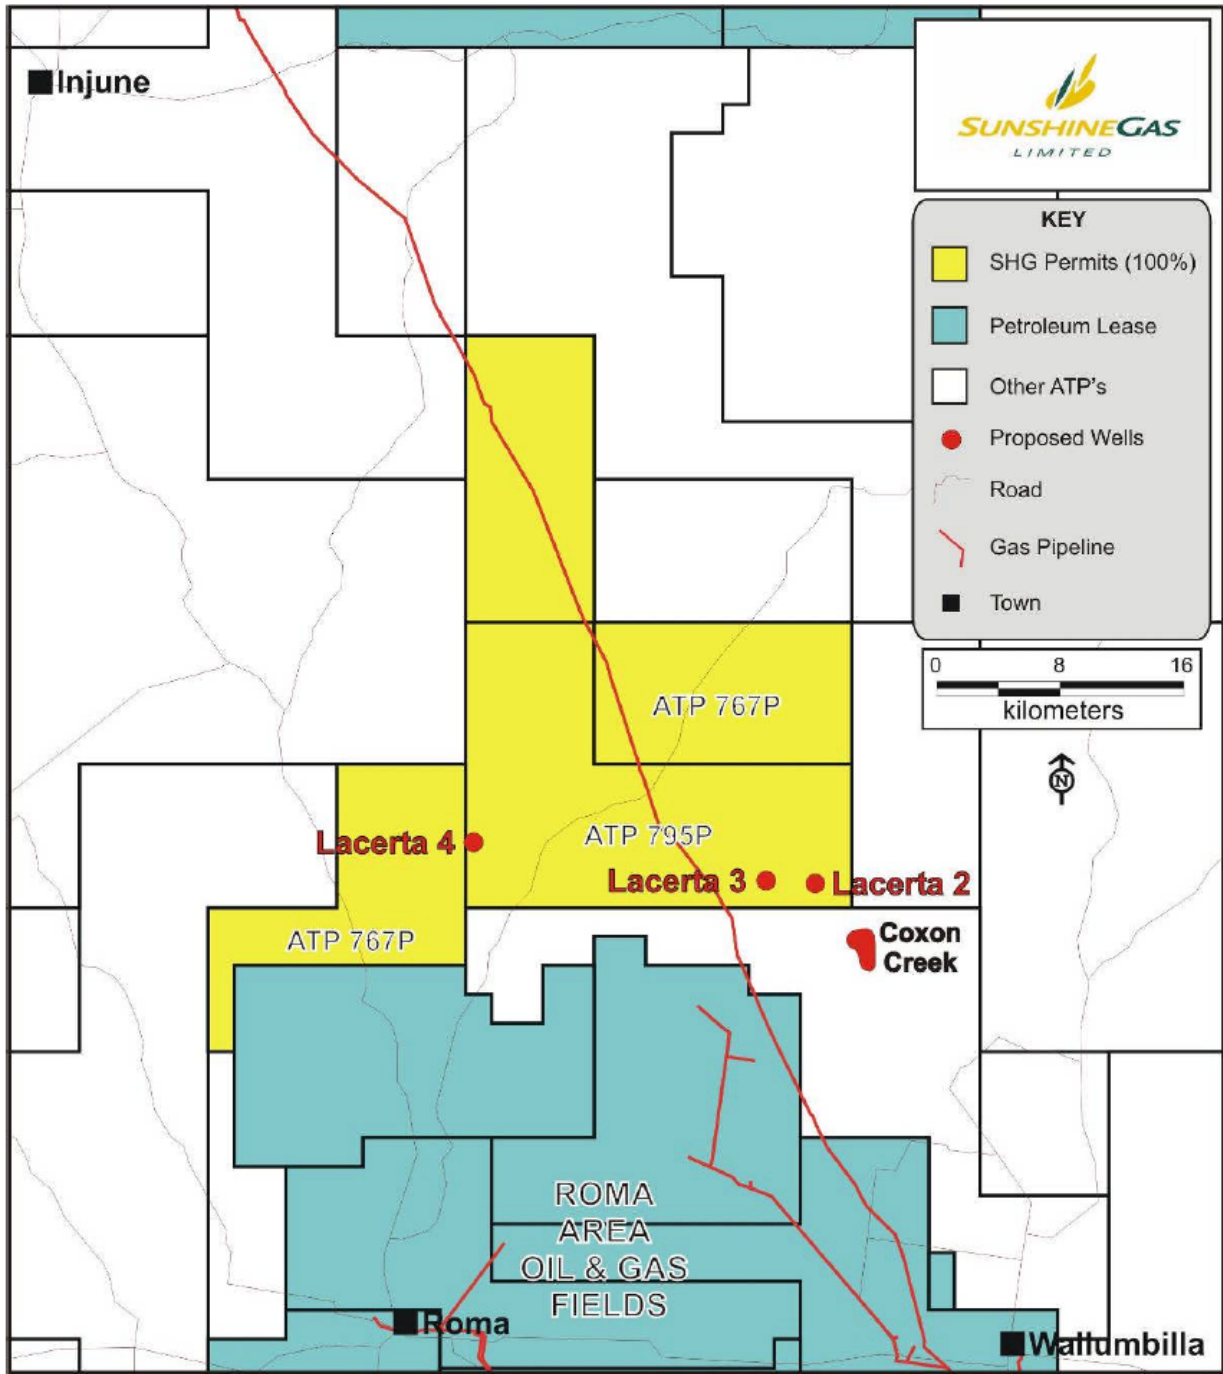 Injune
SUNSHINEGAS
LIMITED
KEY
SHG Permits (100%)
Petroleum Lease
Other ATP's
Proposed Wells
Road
Gas Pipeline
Town
0 8 16
kilometers
N
ATP 767P
ATP 795P
Lacerta 4
Lacerta 3
Lacerta 2
ATP 767P
Coxon
Creek
ROMA
AREA
OIL & GAS
FIELDS
Roma
Wallumbilla